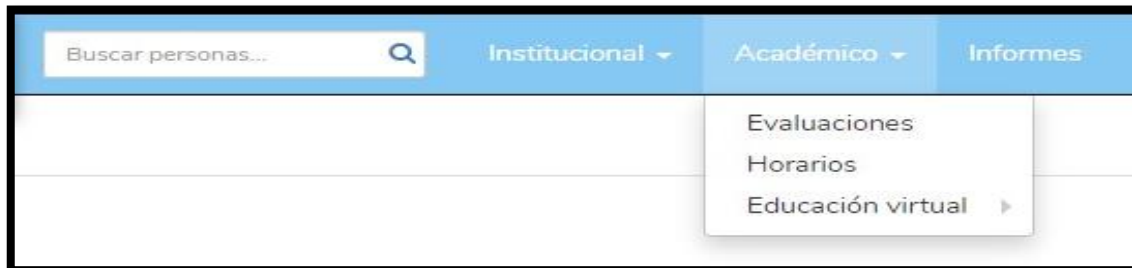 Buscar personas... Institucional Académico Informes
Evaluaciones
Horarios
Educación virtual